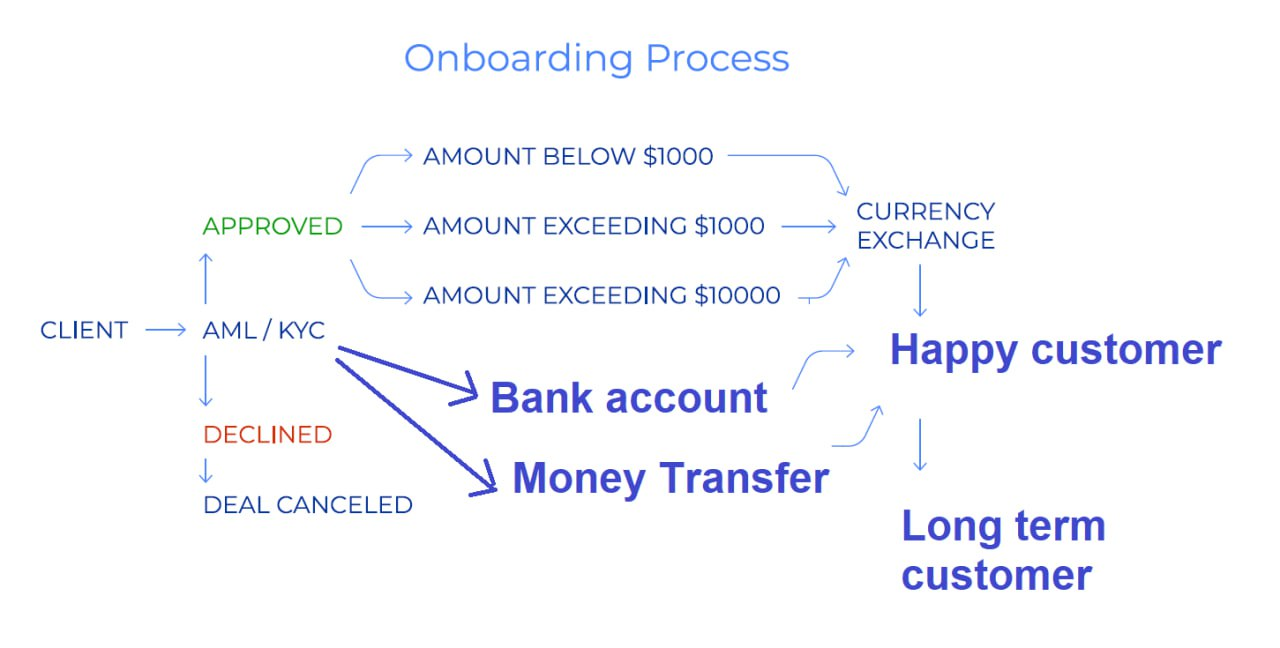 Onboarding Process
AMOUNT BELOW $1000
CURRENCY
EXCHANGE
APPROVED
AMOUNT EXCEEDING $1000
AMOUNT EXCEEDING $10000
CLIENT
AML / KYC
Happy customer
Bank account
DECLINED
Money Transfer
DEAL CANCELED
Long term
customer